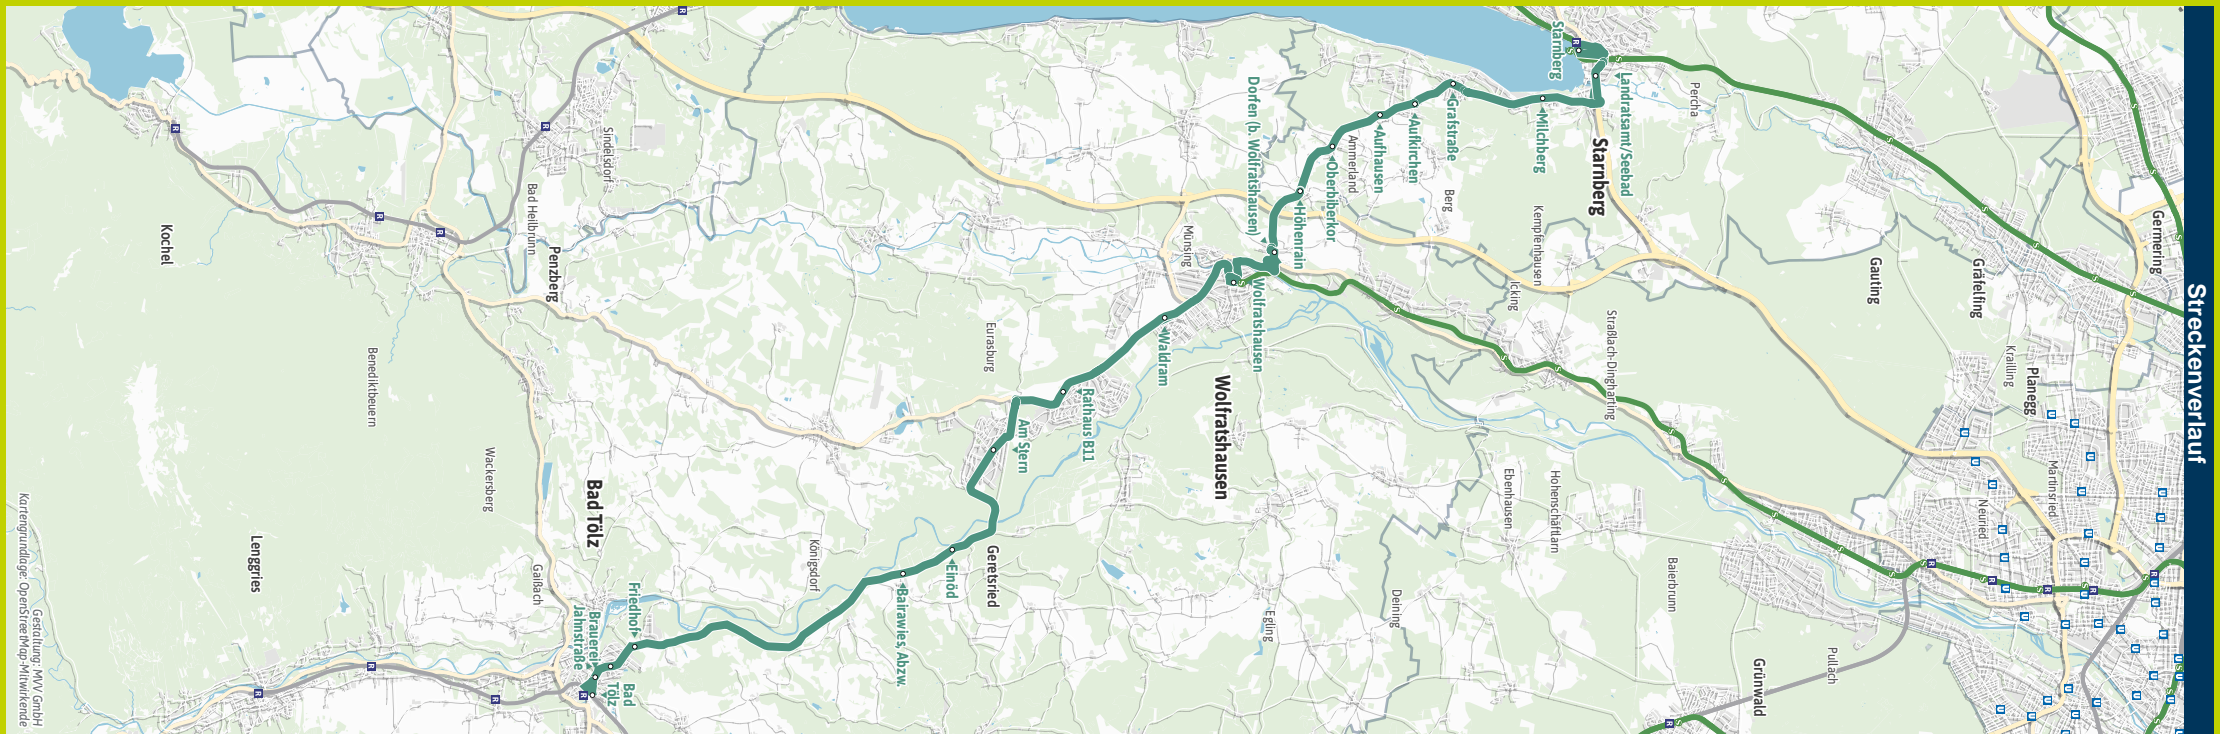 Streckenverlauf
Germering
Gräfelfing
Planegg
Krailling
Martinsried
Neuried
Gauting
Percha
Starnberg
Landratsamt/Seebad
Starnberg
Milchberg
Kempfenhausen
Grafstraße
Berg
Aufkirchen
Aufhausen
Ammerland
Oberbiberkor
Höhenrain
Dorfen (b. Wolfratshausen)
Icking
Straßlach-Dingharting
Hohenschäftlarn
Ebenhausen
Baierbrunn
Pullach
Grünwald
Deining
Egling
Münsing
Wolfratshausen
Wolfratshausen
Waldram
Rathaus B11
Am Stern
Eurasburg
Geretsried
Einöd
Bairawies, Abzw.
Königsdorf
Friedhof
Bad
Tölz
Brauerei
Jahnstraße
Bad Tölz
Gaißach
Wackersberg
Sindelsdorf
Penzberg
Bad Heilbrunn
Benediktbeuern
Lenggries
Kochel
Gestaltung: MVV GmbH
Kartengrundlage: OpenStreetMap-Mitwirkende